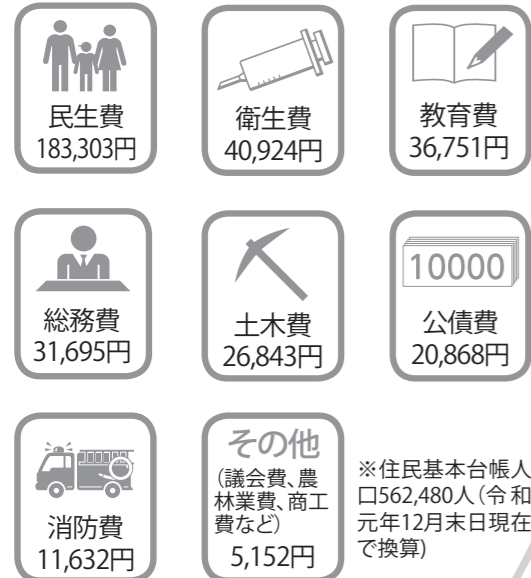 民生費
183,303円
衛生費
40,924円
教育費
36,751円
総務費
31,695円
土木費
26,843円
10000
公債費
20,868円
消防費
11,632円
その他
(議会費、農
林業費、商工
費など)
5,152円
※住民基本台帳人
口562,480人(令和
元年12月末日現在
で換算)